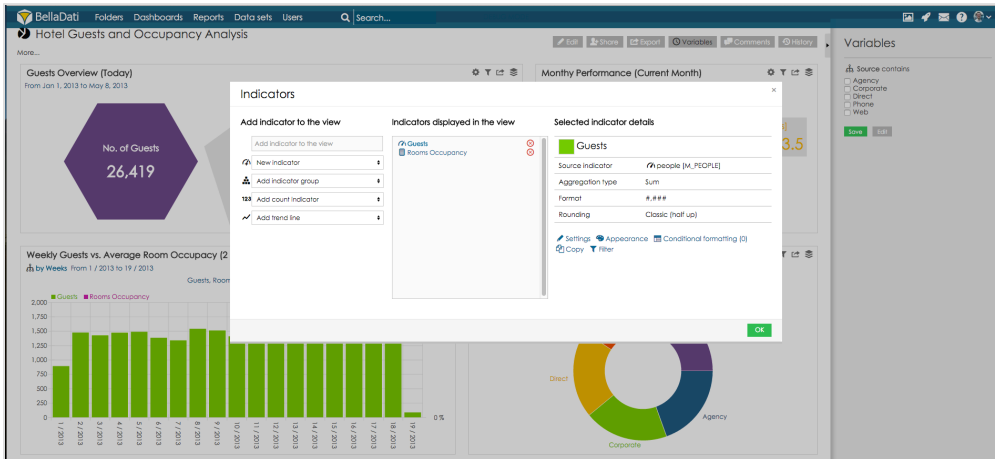 BellaDati Folders Dashboards Reports Data sets Users Search...
Hotel Guests and Occupancy Analysis
Edit Share Export Variables Comments History
More...
Variables
Source contains
Agency
Corporate
Direct
Phone
Web
Save Edit
Guests Overview (Today)
From Jan 1, 2013 to May 8, 2013
No. of Guests
26,419
Monthy Performance (Current Month)
3.5
Indicators
×
Add indicator to the view
Add indicator to the view
New indicator
Add indicator group
123 Add count indicator
Add trend line
Indicators displayed in the view
Guests
Rooms Occupancy
Selected indicator details
Guests
Source indicator people [M_PEOPLE]
Aggregation type Sum
Format #,###
Rounding Classic (half up)
Settings Appearance Conditional formatting (0)
Copy Filter
OK
Weekly Guests vs. Average Room Occupacy (2
by Weeks From 1 / 2013 to 19 / 2013
Guests, Room
Guests Rooms Occupancy
2,000
1,750
1,500
1,250
1,000
750
500
250
0
0 %
1 / 2013
2 / 2013
3 / 2013
4 / 2013
5 / 2013
6 / 2013
7 / 2013
8 / 2013
9 / 2013
10 / 2013
11 / 2013
12 / 2013
13 / 2013
14 / 2013
15 / 2013
16 / 2013
17 / 2013
18 / 2013
19 / 2013
Direct
Agency
Corporate